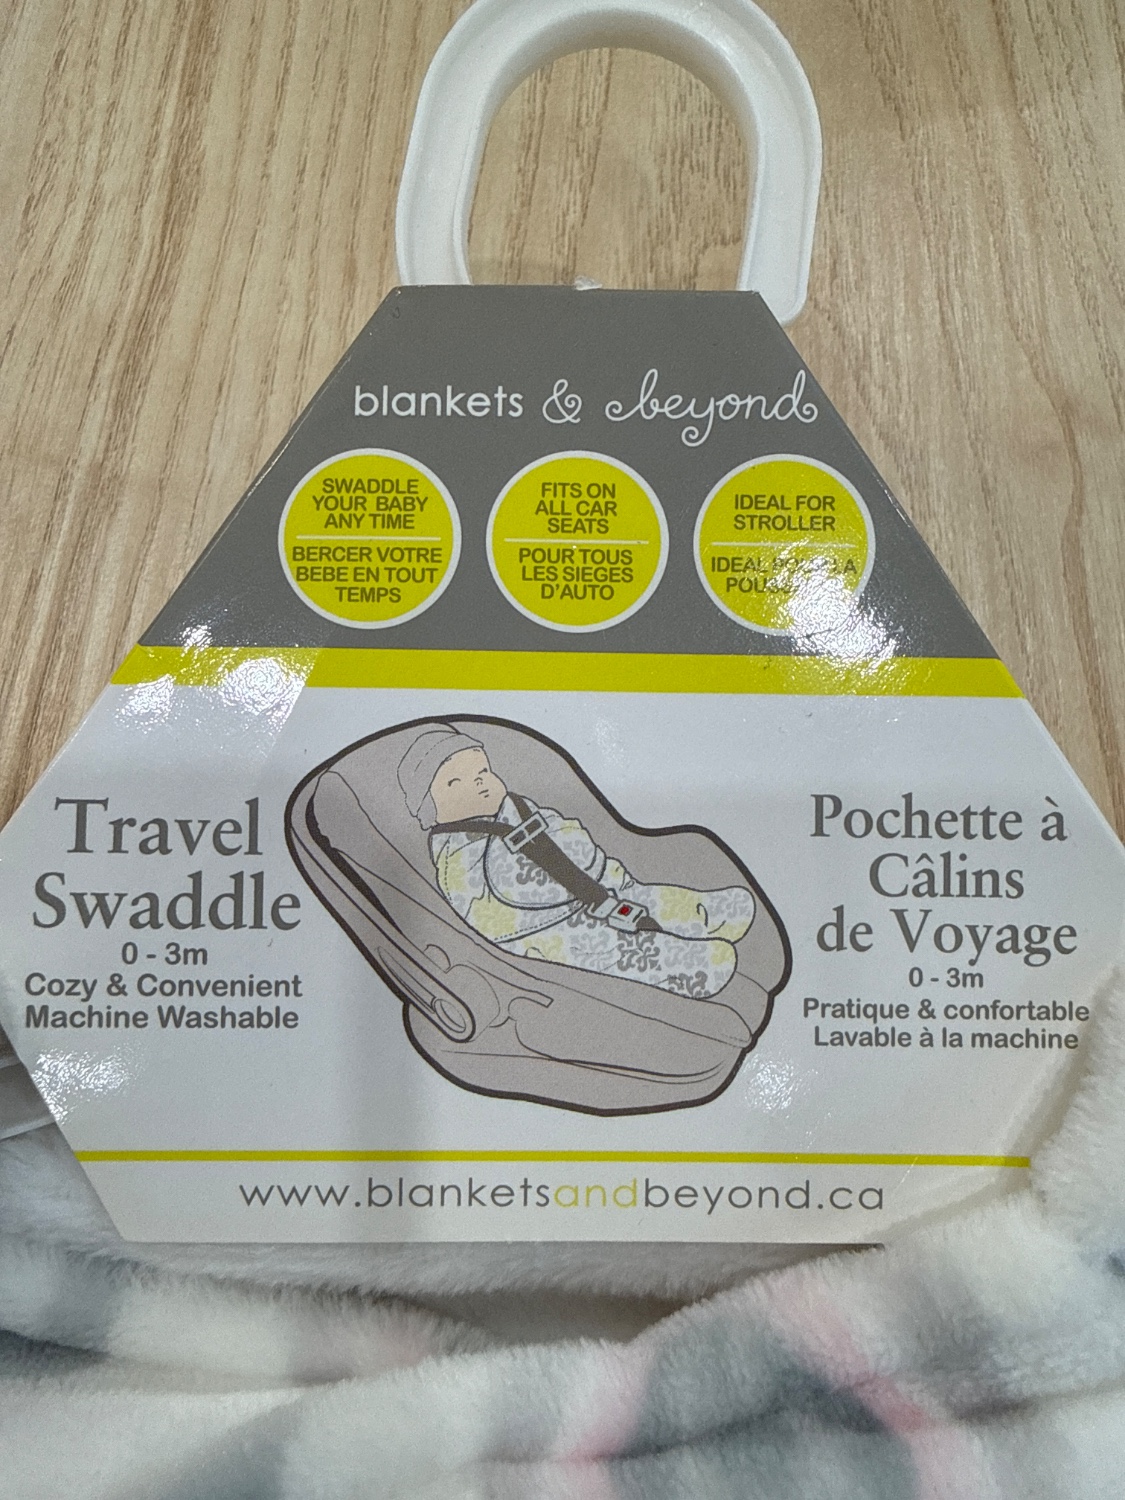 blankets & beyond
SWADDLE
YOUR BABY
ANY TIME
BERCER VOTRE
BEBE EN TOUT
TEMPS
FITS ON
ALL CAR
SEATS
POUR TOUS
LES SIEGES
D'AUTO
IDEAL FOR
STROLLER
IDEAL
Travel
Swaddle
0 - 3m
Cozy & Convenient
Machine Washable
Pochette à
Câlins
de Voyage
0 - 3m
Pratique & confortable
Lavable à la machine
www.blanketsandbeyond.ca